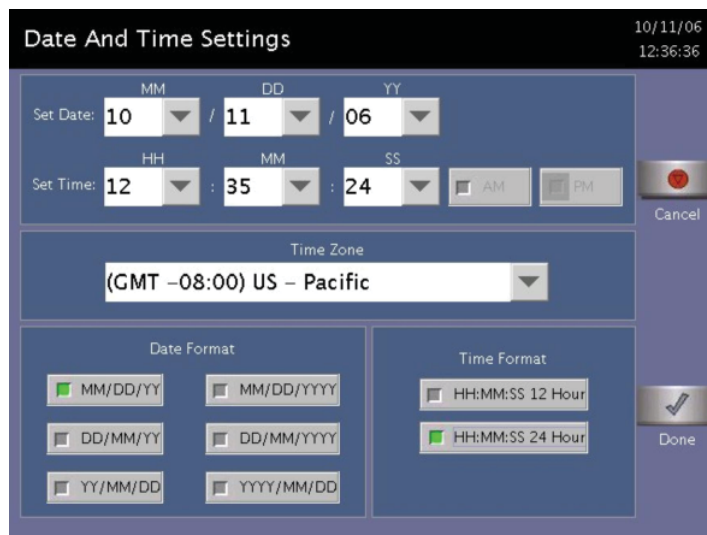 Date And Time Settings
10/11/06
12:36:36
MM DD YY
Set Date: 10 / 11 / 06
HH MM SS
Set Time: 12 : 35 : 24 AM PM
Cancel
Time Zone
(GMT –08:00) US – Pacific
Date Format
MM/DD/YY MM/DD/YYYY
DD/MM/YY DD/MM/YYYY
YY/MM/DD YYYY/MM/DD
Time Format
HH:MM:SS 12 Hour
HH:MM:SS 24 Hour
Done